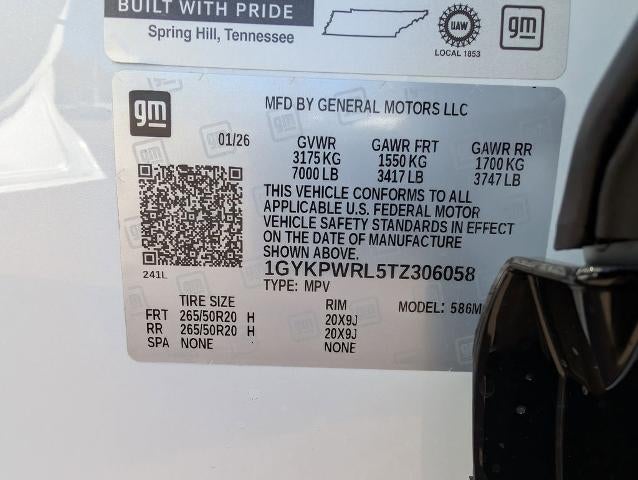 BUILT WITH PRIDE
Spring Hill, Tennessee
UAW
LOCAL 1853
gm
gm
MFD BY GENERAL MOTORS LLC
01/26
GVWR GAWR FRT GAWR RR
3175 KG 1550 KG 1700 KG
7000 LB 3417 LB 3747 LB
THIS VEHICLE CONFORMS TO ALL
APPLICABLE U.S. FEDERAL MOTOR
VEHICLE SAFETY STANDARDS IN EFFECT
ON THE DATE OF MANUFACTURE
SHOWN ABOVE.
1GYKPWRL5TZ306058
TYPE: MPV
241L
TIRE SIZE RIM MODEL: 586M
FRT 265/50R20 H 20X9J
RR 265/50R20 H 20X9J
SPA NONE NONE